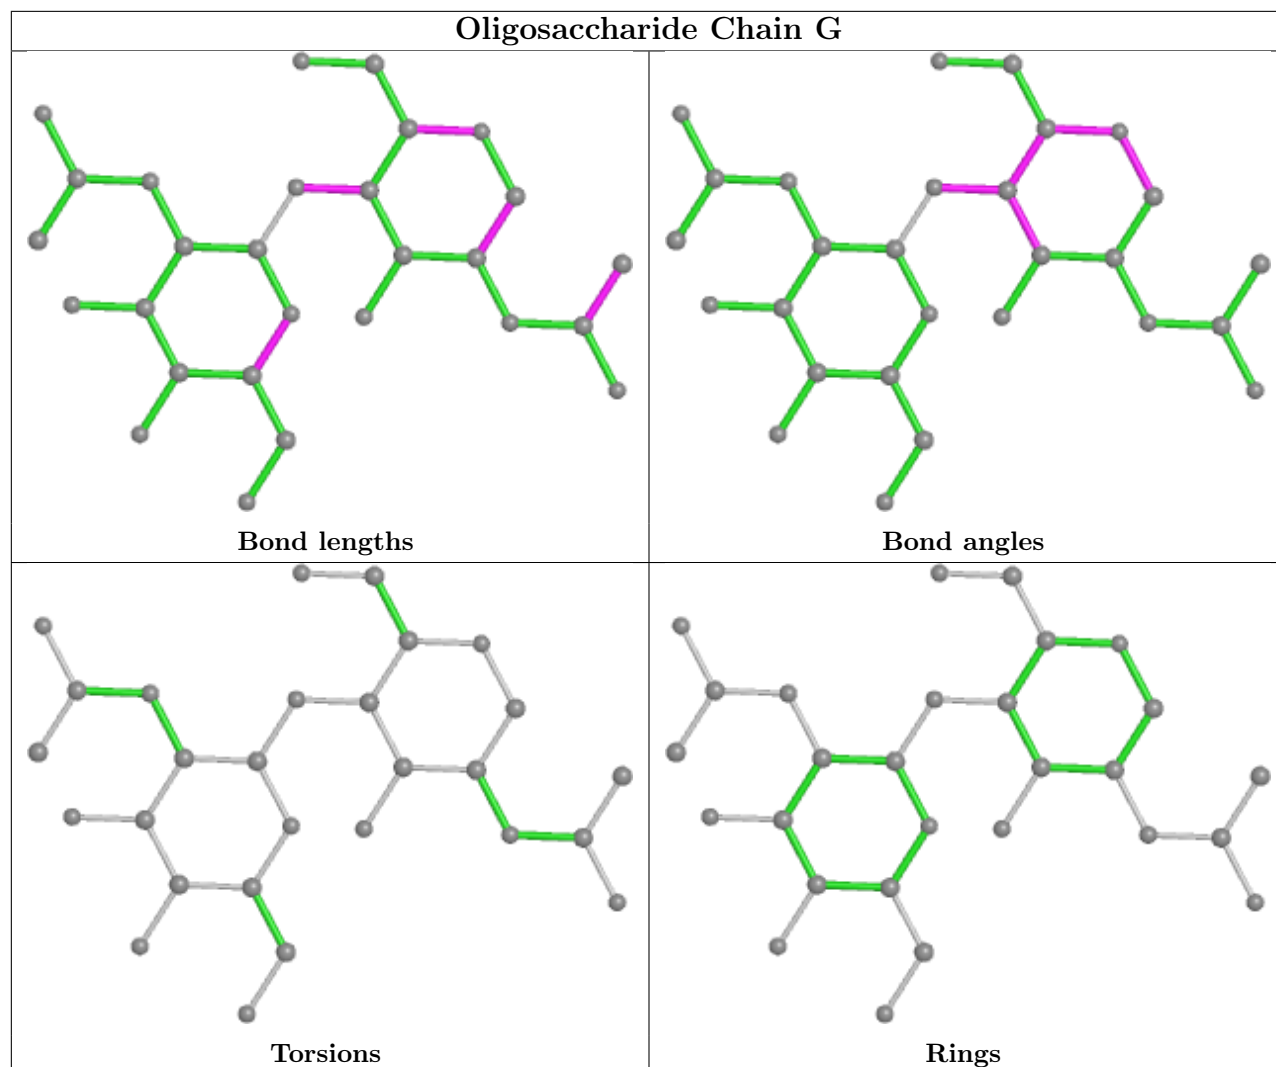 Oligosaccharide Chain G
Bond lengths
Bond angles
Torsions
Rings